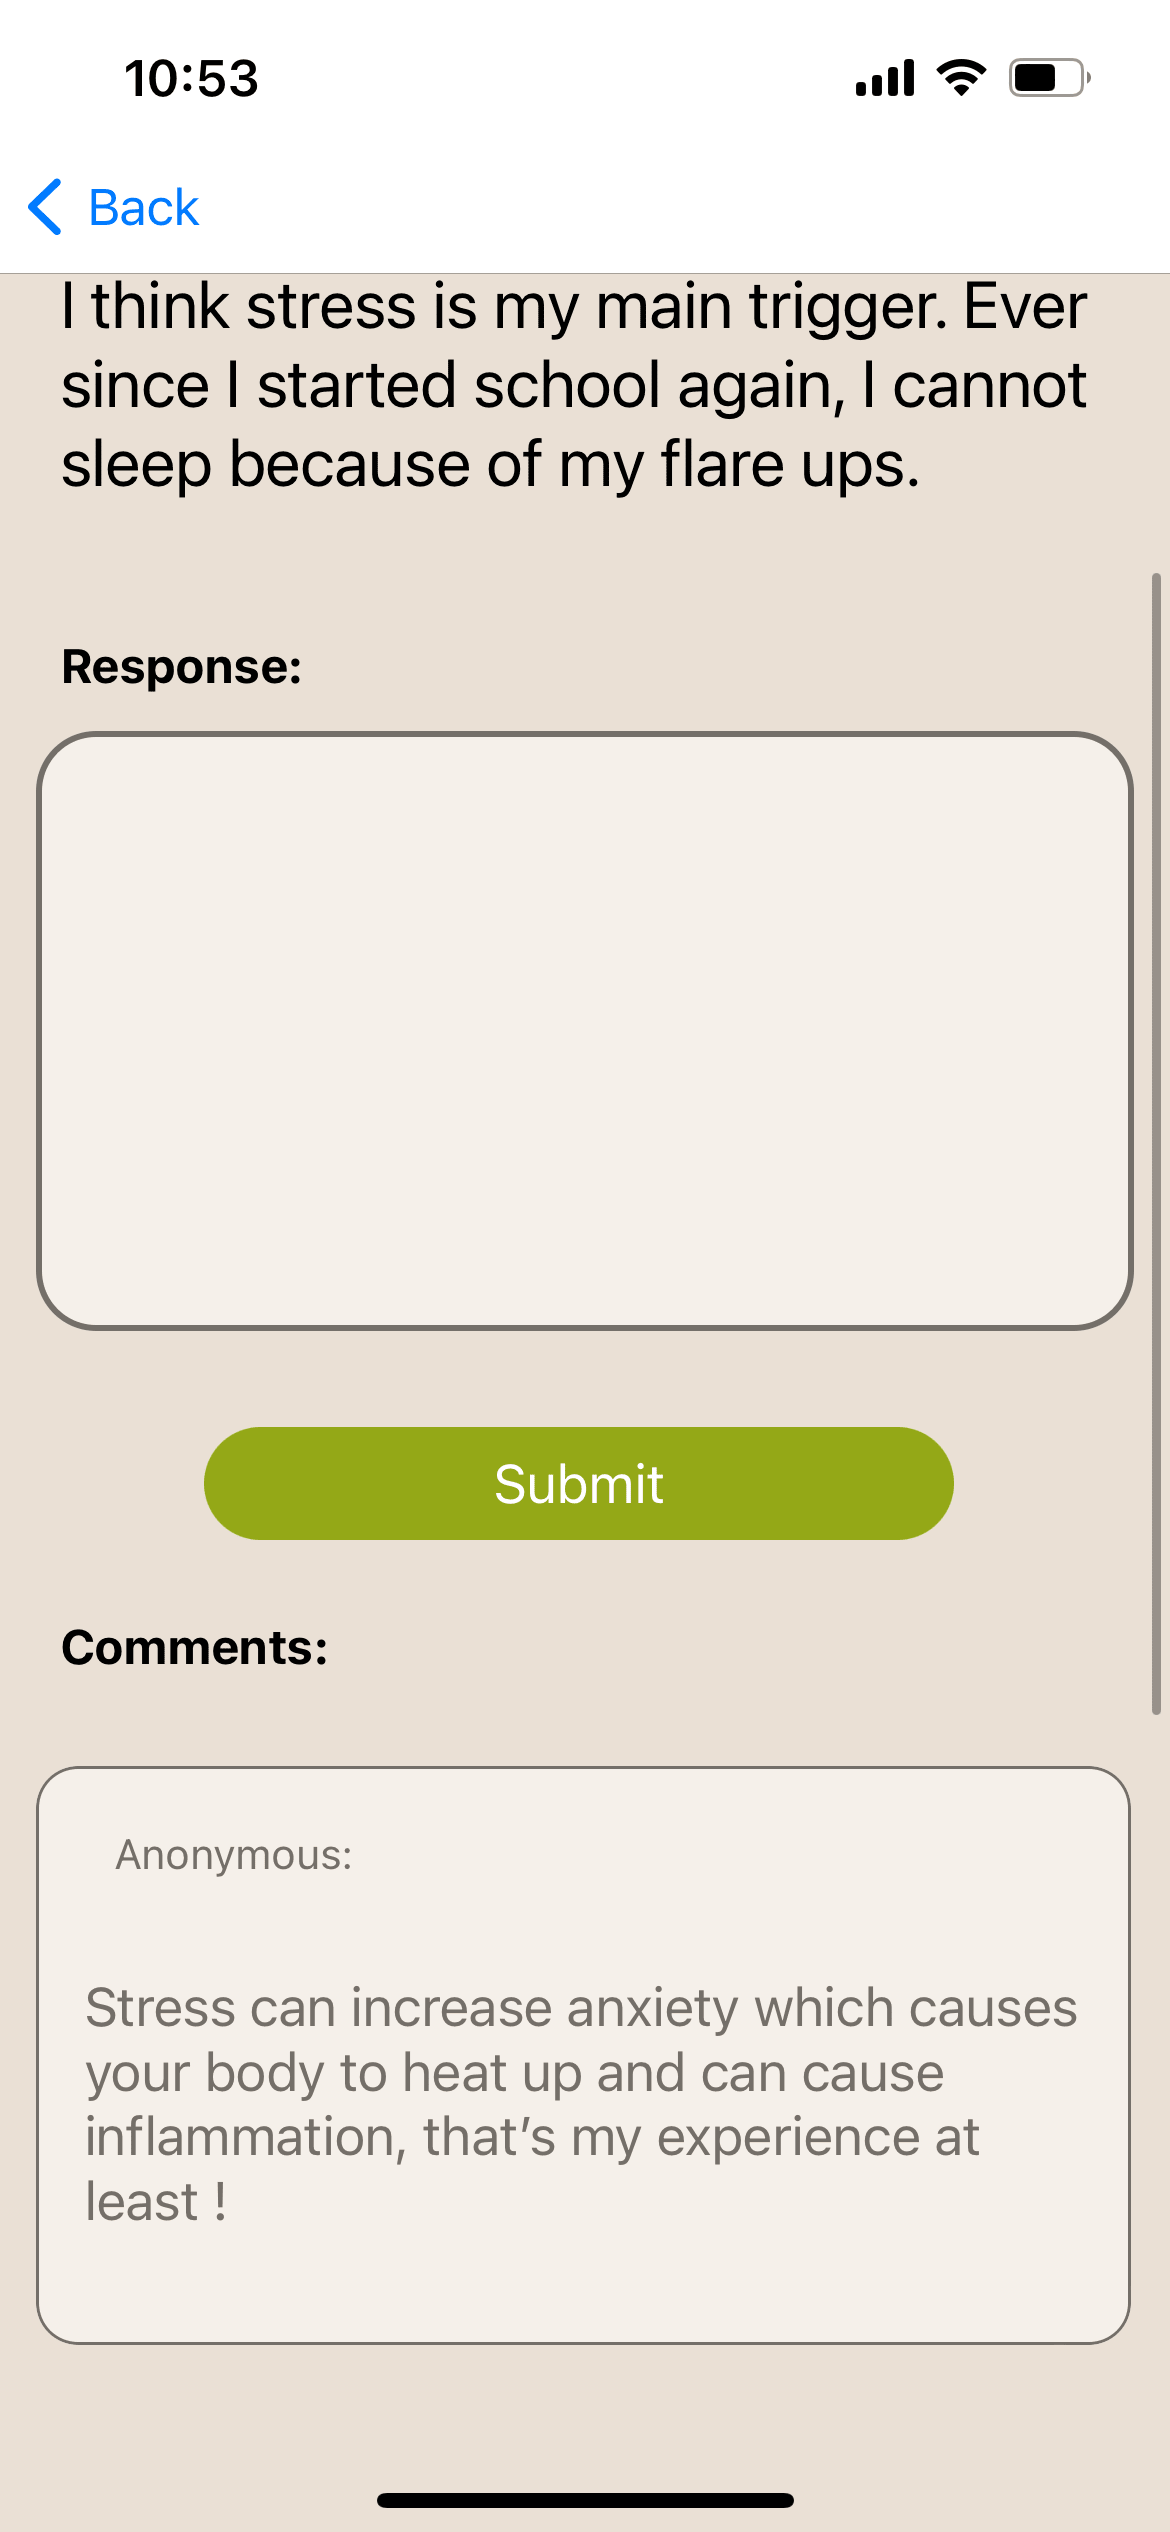 10:53
Back
I think stress is my main trigger. Ever
since I started school again, I cannot
sleep because of my flare ups.
Response:
Submit
Comments:
Anonymous:
Stress can increase anxiety which causes
your body to heat up and can cause
inflammation, that’s my experience at
least !